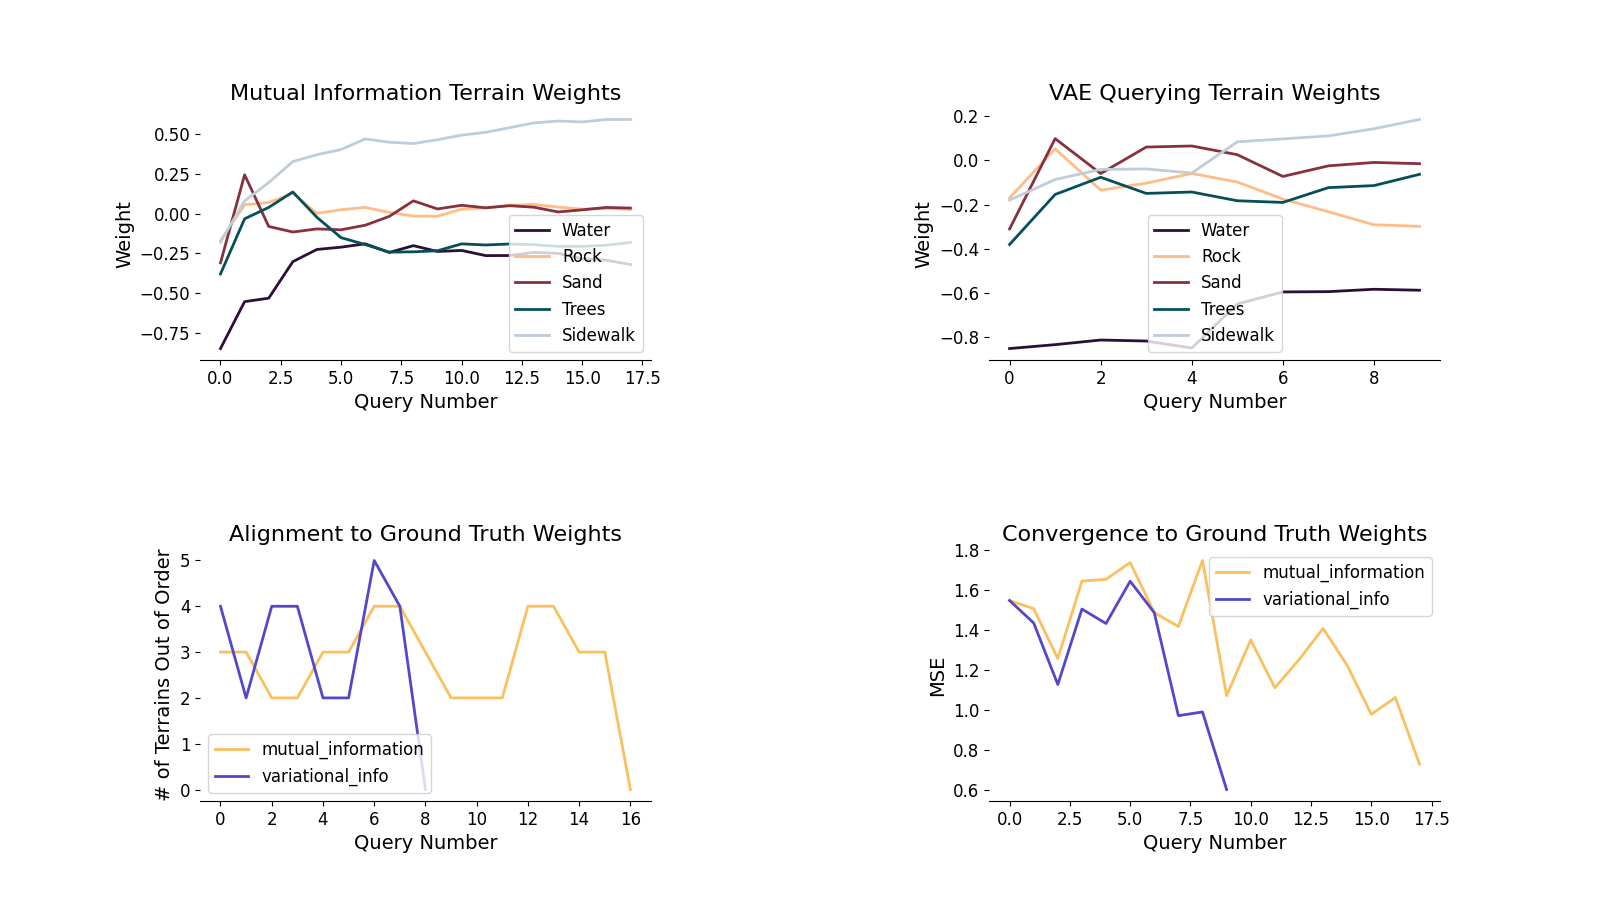 Mutual Information Terrain Weights
Weight
0.50
0.25
0.00
−0.25
−0.50
−0.75
Water
Rock
Sand
Trees
Sidewalk
0.0 2.5 5.0 7.5 10.0 12.5 15.0 17.5
Query Number
VAE Querying Terrain Weights
Weight
0.2
0.0
−0.2
−0.4
−0.6
−0.8
Water
Rock
Sand
Trees
Sidewalk
0 2 4 6 8
Query Number
Alignment to Ground Truth Weights
# of Terrains Out of Order
5
4
3
2
1
0
mutual_information
variational_info
0 2 4 6 8 10 12 14 16
Query Number
Convergence to Ground Truth Weights
MSE
1.8
1.6
1.4
1.2
1.0
0.8
0.6
mutual_information
variational_info
0.0 2.5 5.0 7.5 10.0 12.5 15.0 17.5
Query Number